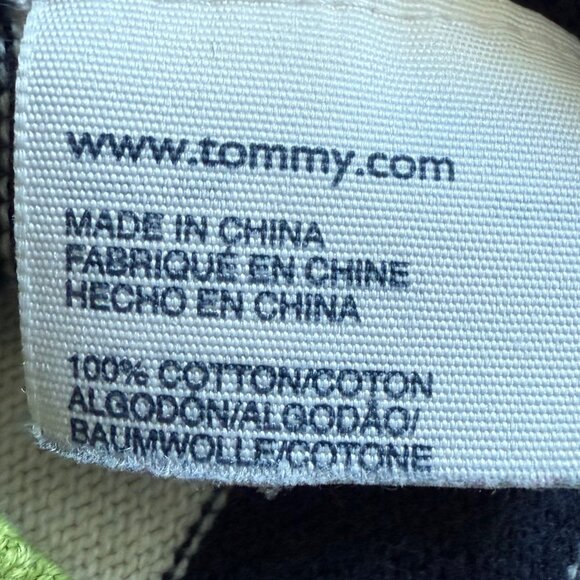 www.tommy.com
MADE IN CHINA
FABRIQUÉ EN CHINE
HECHO EN CHINA
100% COTTON/COTON
ALGODÓN/ALGODÃO/
BAUMWOLLE/COTONE